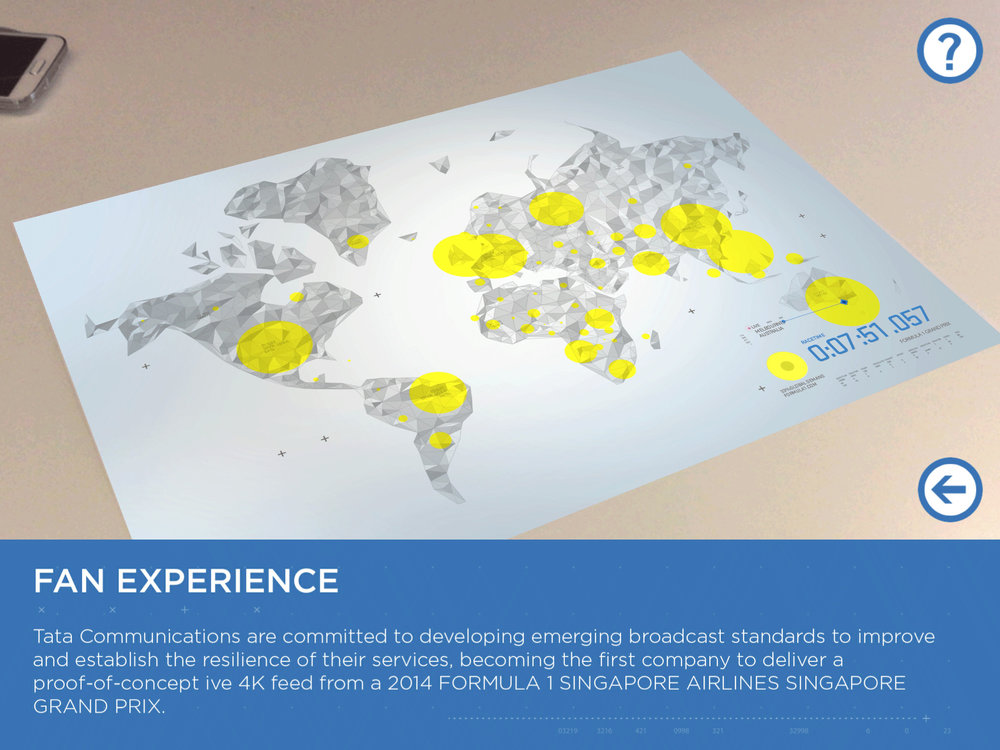 ?
LIVE
MELBOURNE
AUSTRALIA
RACETIME
0:07:51.057
FORMULA 1 GRAND PRIX
FAN EXPERIENCE
Tata Communications are committed to developing emerging broadcast standards to improve
and establish the resilience of their services, becoming the first company to deliver a
proof-of-concept ive 4K feed from a 2014 FORMULA 1 SINGAPORE AIRLINES SINGAPORE
GRAND PRIX.
03219 3216 421 0998 321 32998 6 0 23